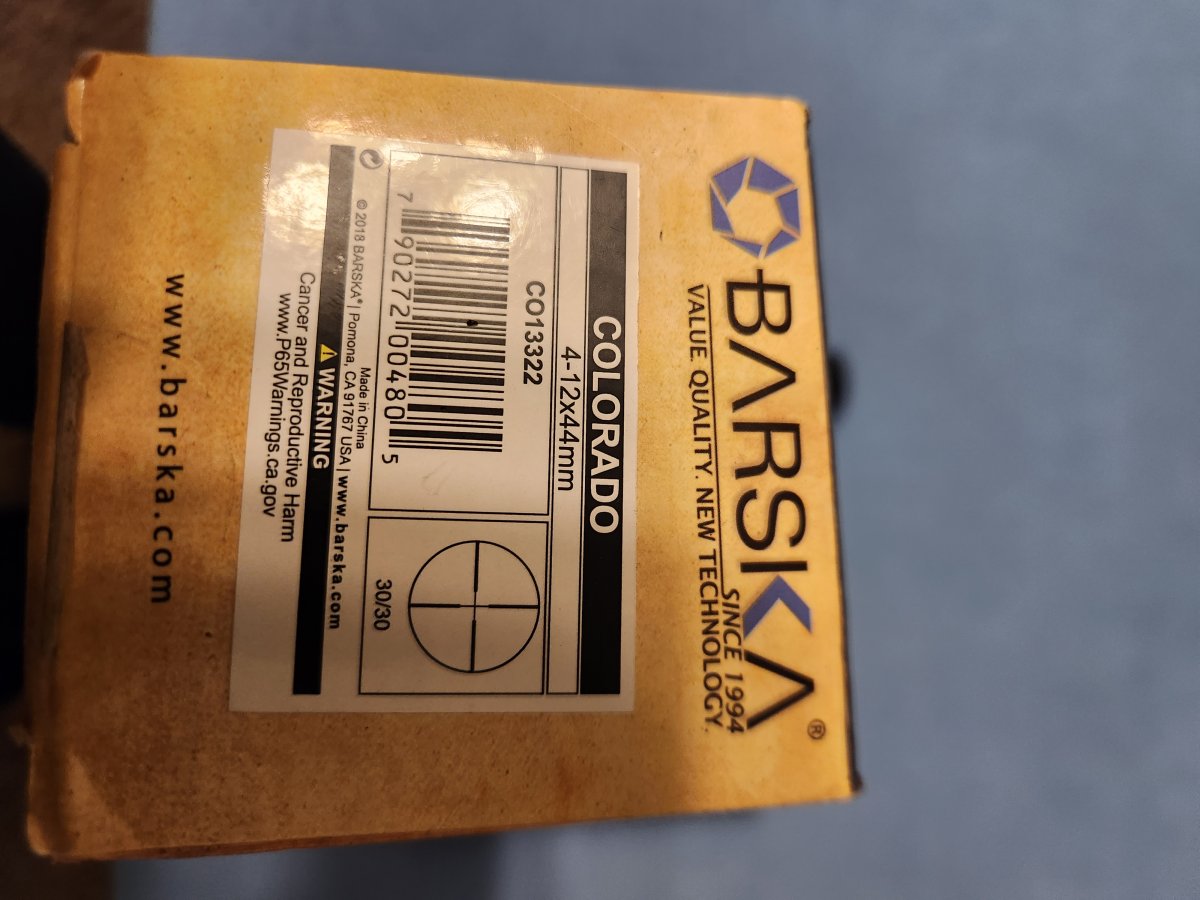 BARSKA®
SINCE 1994
VALUE. QUALITY. NEW TECHNOLOGY.
COLORADO
4-12x44mm
CO13322
7 90272 00480 5
30/30
Made in China
© 2018 BARSKA® | Pomona, CA 91767 USA | www.barska.com
WARNING
Cancer and Reproductive Harm
www.P65Warnings.ca.gov
www.barska.com